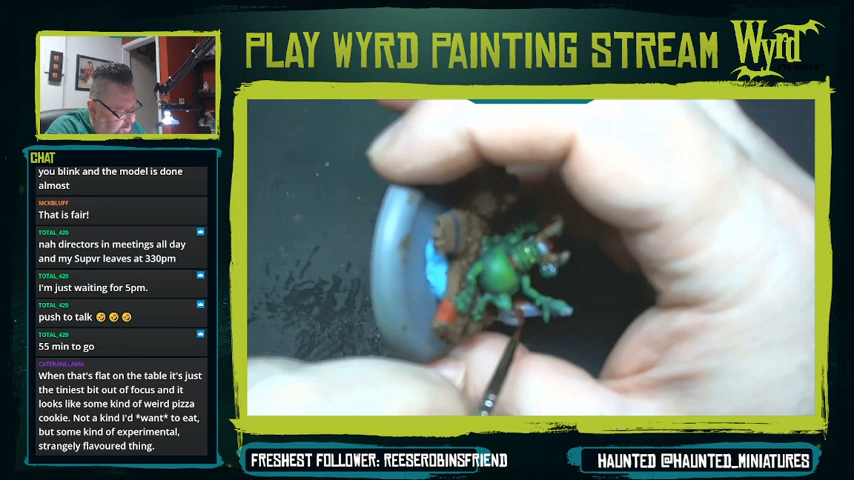 PLAY WYRD PAINTING STREAM
Wyrd
CHAT
you blink and the model is done
almost
MCKBLUFF
That is fair!
TOTAL_420
nah directors in meetings all day
and my Supvr leaves at 330pm
TOTAL_420
I'm just waiting for 5pm.
TOTAL_420
push to talk 🤣 🤣 🤣
TOTAL_420
55 min to go
When that's flat on the table it's just
the tiniest bit out of focus and it
looks like some kind of weird pizza
cookie. Not a kind I'd *want* to eat,
but some kind of experimental,
strangely flavoured thing.
FRESHEST FOLLOWER: REESEROBINSFRIEND
HAUNTED @HAUNTED_MINIATURES